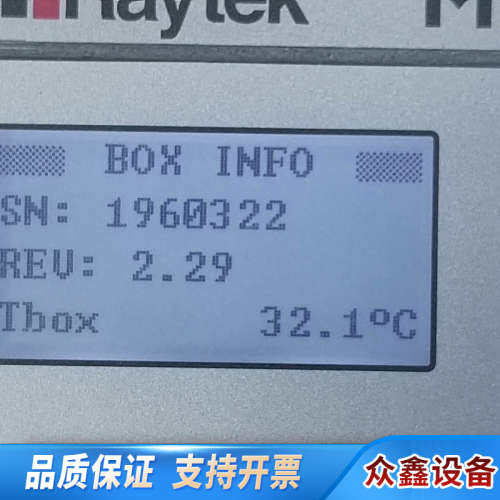 Raytek M
BOX INFO
SN: 1960322
REV: 2.29
Tbox 32.1ºC
品质保证 支持开票 众鑫设备